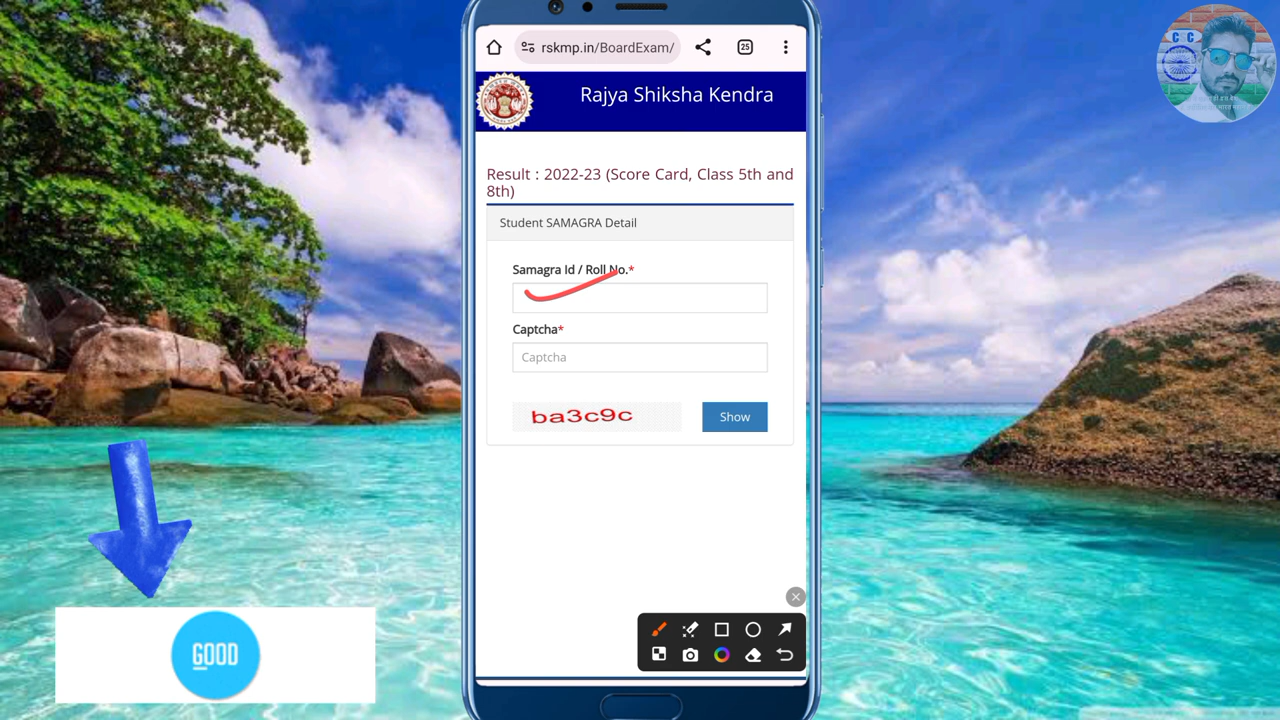 rskmp.in/BoardExam/
25
Rajya Shiksha Kendra
Result : 2022-23 (Score Card, Class 5th and
8th)
Student SAMAGRA Detail
Samagra Id / Roll No.*
Captcha*
Captcha
ba3c9c
Show
GOOD
CSC